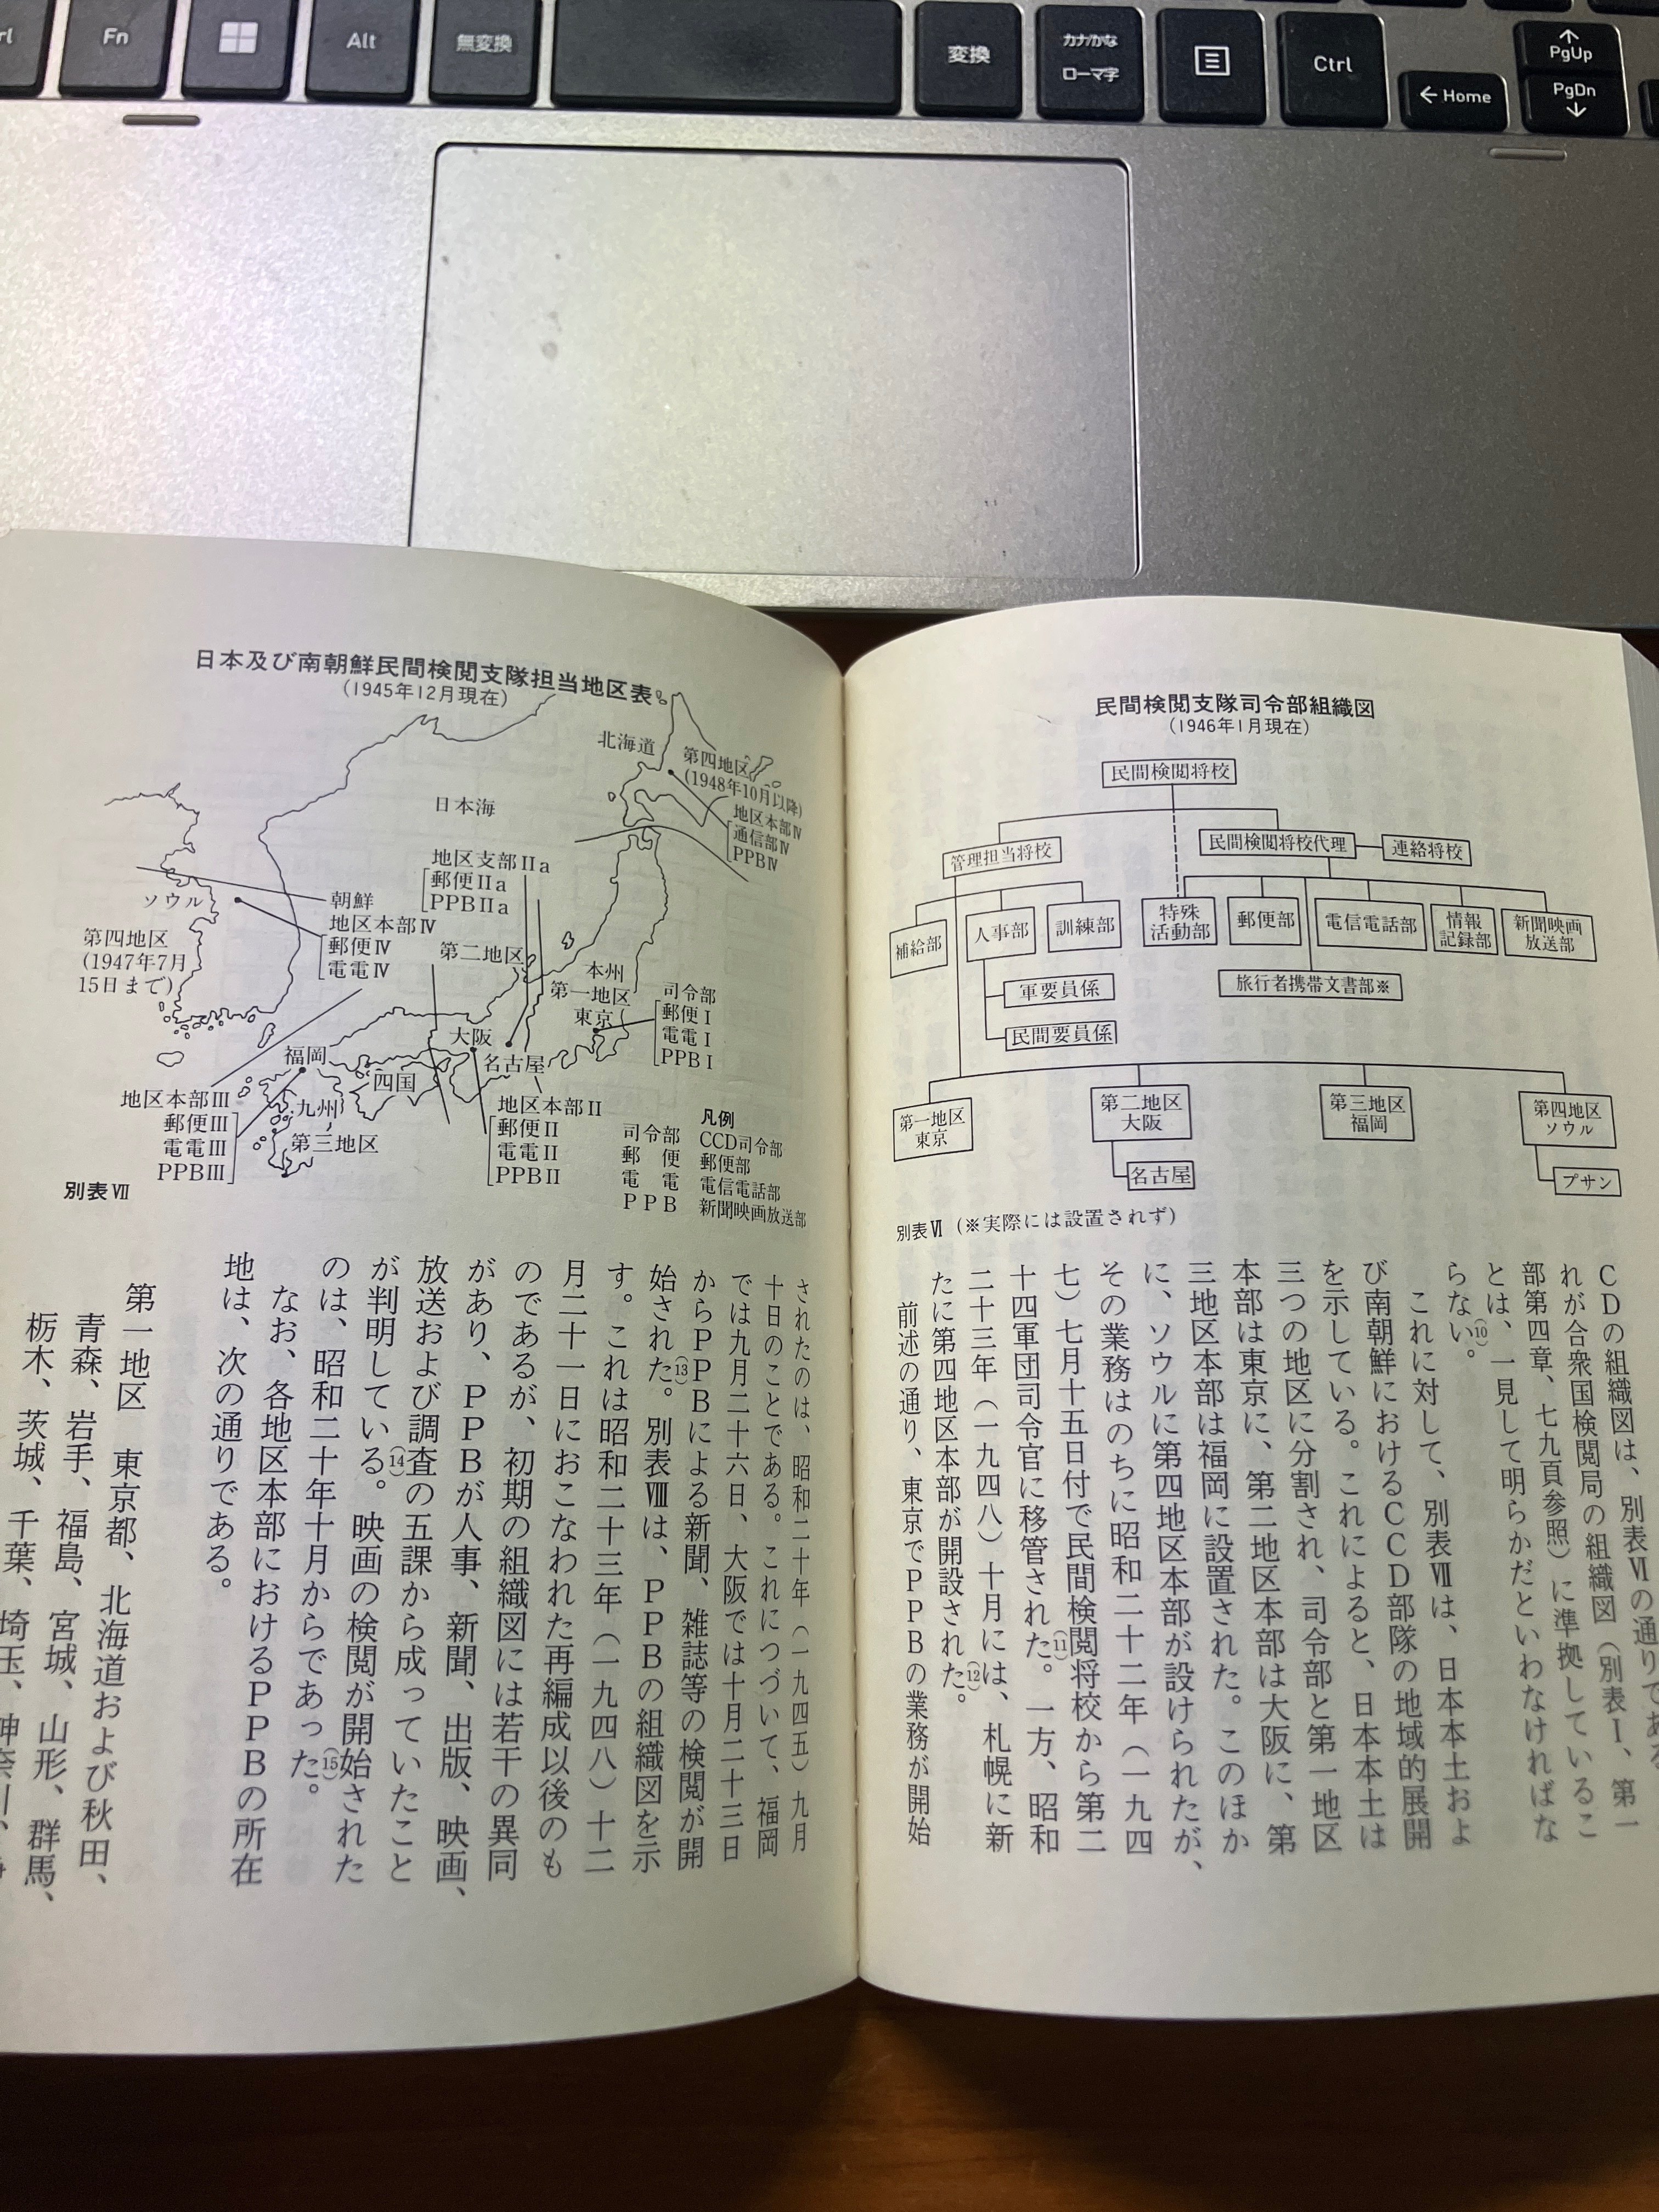 Fn
Alt
無変換
変換
カナ/かな
ローマ字
Ctrl
←Home
↑
PgUp
PgDn
↓
民間検閲支隊司令部組織図
(1946年1月現在)
民間検閲将校
管理担当将校
民間検閲将校代理
連絡将校
補給部
人事部
訓練部
特殊
活動部
郵便部
電信電話部
情報
記録部
新聞映画
放送部
軍要員係
民間要員係
旅行者携帯文書部※
第一地区
東京
第二地区
大阪
第三地区
福岡
第四地区
ソウル
名古屋
プサン
別表Ⅵ(※実際には設置されず)
CDの組織図は、別表Ⅵの通りである
れが合衆国検閲局の組織図(別表Ⅰ、第一
部第四章、七九頁参照)に準拠しているこ
とは、一見して明らかだといわなければな
らない。(10)
これに対して、別表Ⅶは、日本本土およ
び南朝鮮におけるCCD部隊の地域的展開
を示している。これによると、日本本土は
三つの地区に分割され、司令部と第一地区
本部は東京に、第二地区本部は大阪に、第
三地区本部は福岡に設置された。このほか
に、ソウルに第四地区本部が設けられたが、
その業務はのちに昭和二十二年(一九四
七)七月十五日付で民間検閲将校から第二
十四軍団司令官に移管された。(11)一方、昭和
二十三年(一九四八)十月には、札幌に新
たに第四地区本部が開設された。(12)
前述の通り、東京でPPBの業務が開始
日本及び南朝鮮民間検閲支隊担当地区表
(1945年12月現在)
北海道
第四地区
(1948年10月以降)
地区本部Ⅳ
通信部Ⅳ
PPBⅣ
日本海
地区支部Ⅱa
郵便Ⅱa
PPBⅡa
ソウル
朝鮮
地区本部Ⅳ
郵便Ⅳ
電電Ⅳ
第四地区
(1947年7月
15日まで)
第二地区
本州
第一地区
東京
司令部
郵便Ⅰ
電電Ⅰ
PPBⅠ
大阪
名古屋
福岡
四国
九州
第三地区
地区本部Ⅲ
郵便Ⅲ
電電Ⅲ
PPBⅢ
地区本部Ⅱ
郵便Ⅱ
電電Ⅱ
PPBⅡ
凡例
司令部 CCD司令部
郵便 郵便部
電電 電信電話部
PPB 新聞映画放送部
別表Ⅶ
されたのは、昭和二十年(一九四五)九月
十日のことである。これにつづいて、福岡
では九月二十六日、大阪では十月二十三日
からPPBによる新聞、雑誌等の検閲が開
始された。(13)別表Ⅷは、PPBの組織図を示
す。これは昭和二十三年(一九四八)十二
月二十一日におこなわれた再編成以後のも
のであるが、初期の組織図には若干の異同
があり、PPBが人事、新聞、出版、映画、
放送および調査の五課から成っていたこと
が判明している。(14)映画の検閲が開始された
のは、昭和二十年十月からであった。(15)
なお、各地区本部におけるPPBの所在
地は、次の通りである。
第一地区 東京都、北海道および秋田、
青森、岩手、福島、宮城、山形、群馬、
栃木、茨城、千葉、埼玉、神奈川、